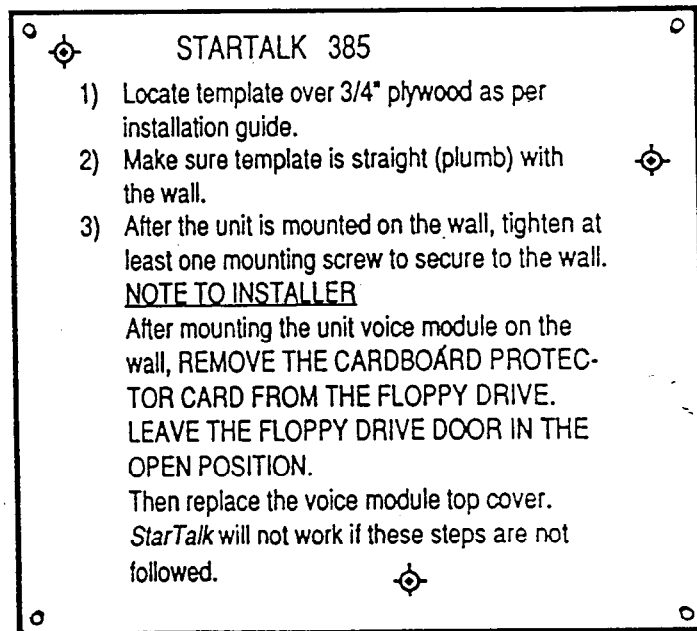 STARTALK 385
1) Locate template over 3/4" plywood as per
installation guide.
2) Make sure template is straight (plumb) with
the wall.
3) After the unit is mounted on the wall, tighten at
least one mounting screw to secure to the wall.
NOTE TO INSTALLER
After mounting the unit voice module on the
wall, REMOVE THE CARDBOARD PROTEC-
TOR CARD FROM THE FLOPPY DRIVE.
LEAVE THE FLOPPY DRIVE DOOR IN THE
OPEN POSITION.
Then replace the voice module top cover.
StarTalk will not work if these steps are not
followed.